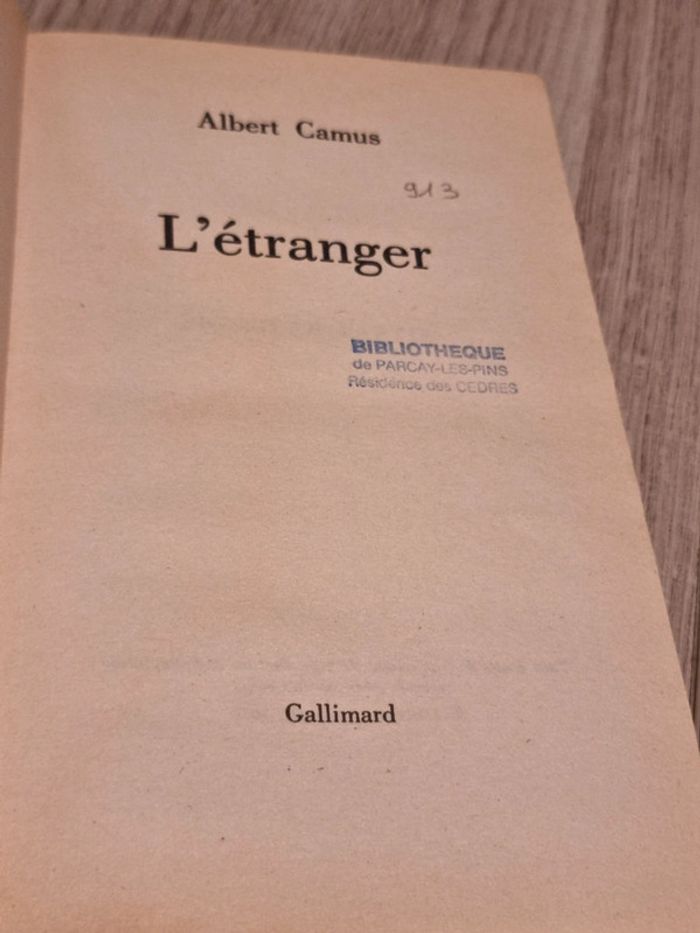 Albert Camus
913
L'étranger
BIBLIOTHEQUE
de PARCAY-LES-PINS
Résidence des CEDRES
Gallimard